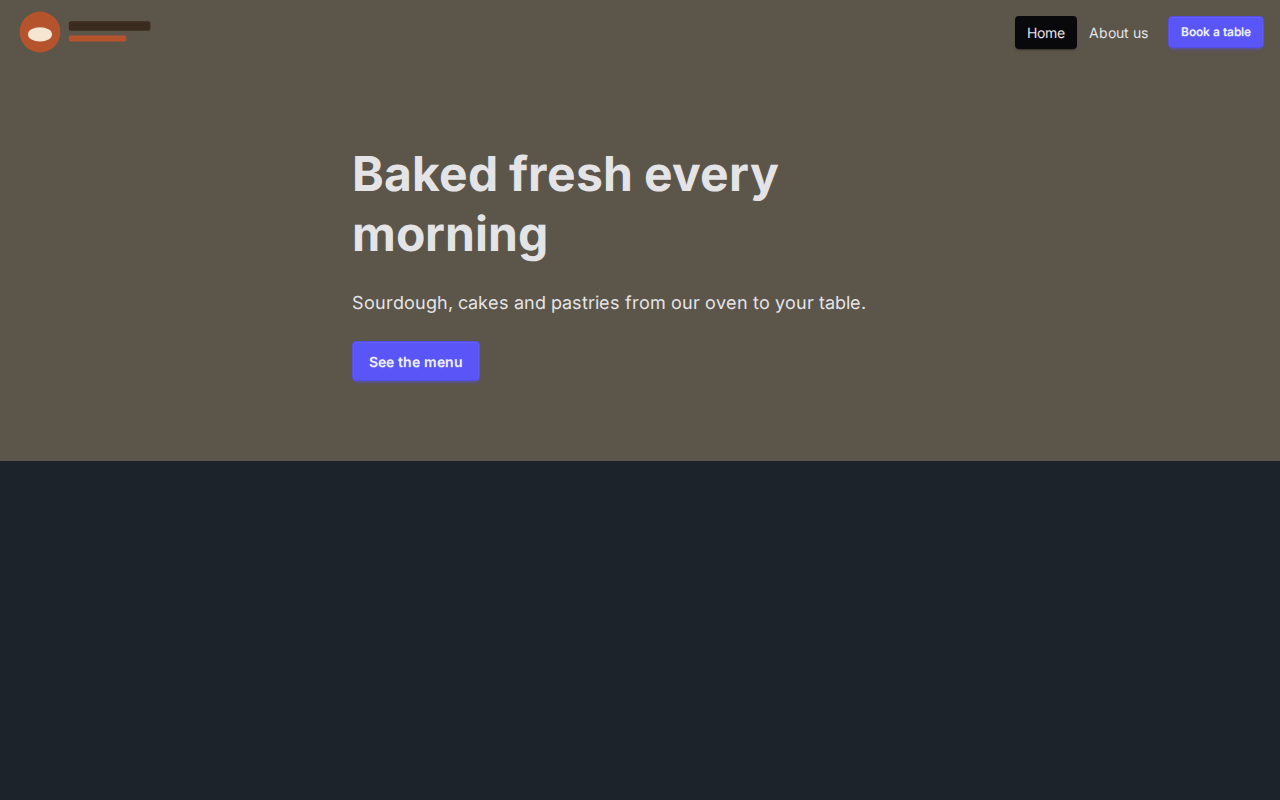 Home
About us
Book a table
Baked fresh every
morning
Sourdough, cakes and pastries from our oven to your table.
See the menu